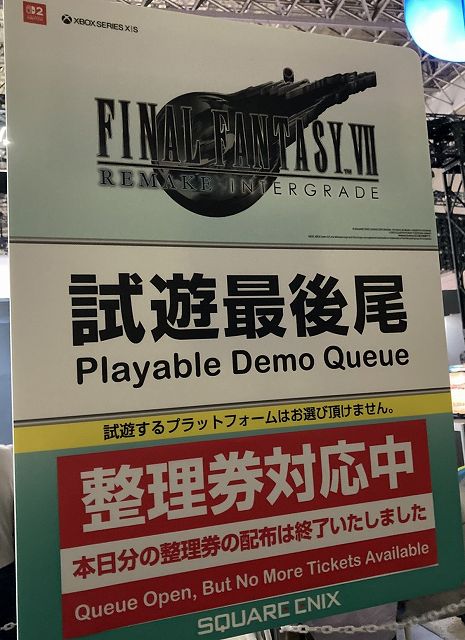 XBOX SERIES X|S
FINAL FANTASY VII
REMAKE INTERGRADE
試遊最後尾
Playable Demo Queue
試遊するプラットフォームはお選び頂けません。
整理券対応中
本日分の整理券の配布は終了いたしました
Queue Open, But No More Tickets Available
SQUARE ENIX